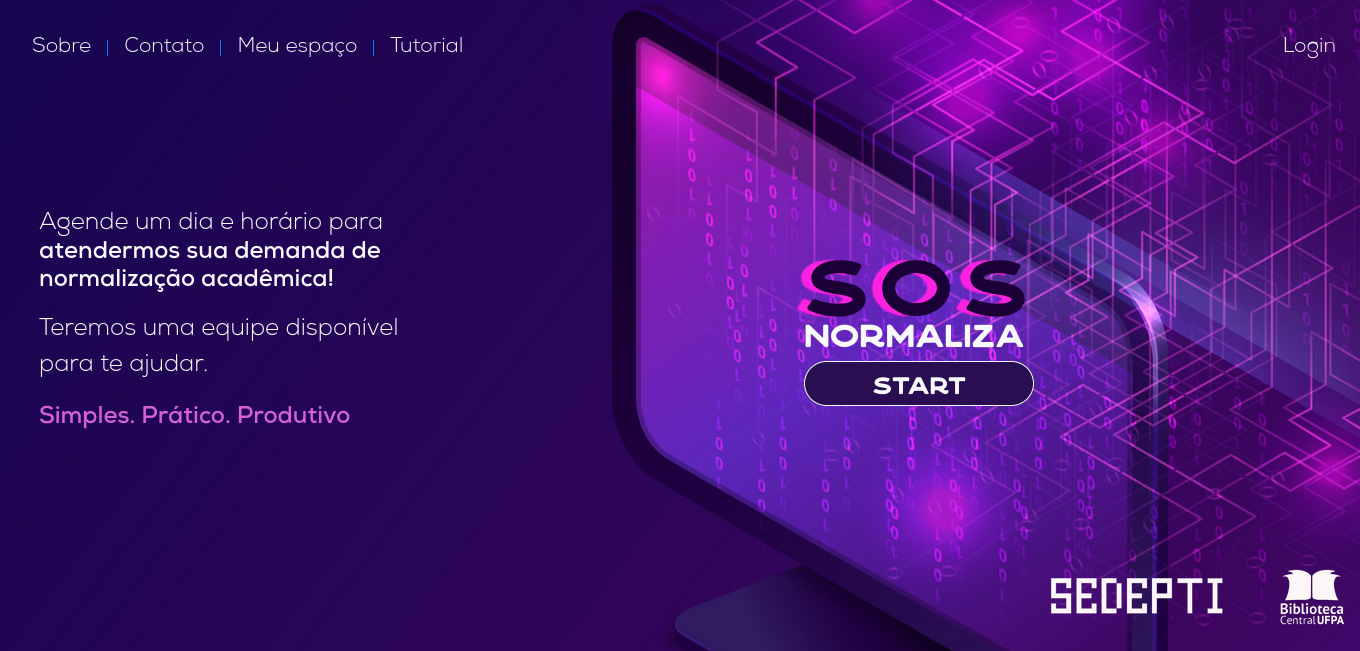 Sobre | Contato | Meu espaço | Tutorial
Login
Agende um dia e horário para
atendermos sua demanda de
normalização acadêmica!
Teremos uma equipe disponível
para te ajudar.
Simples. Prático. Produtivo
SOS
NORMALIZA
START
SEDEPTI
Biblioteca
Central UFPA